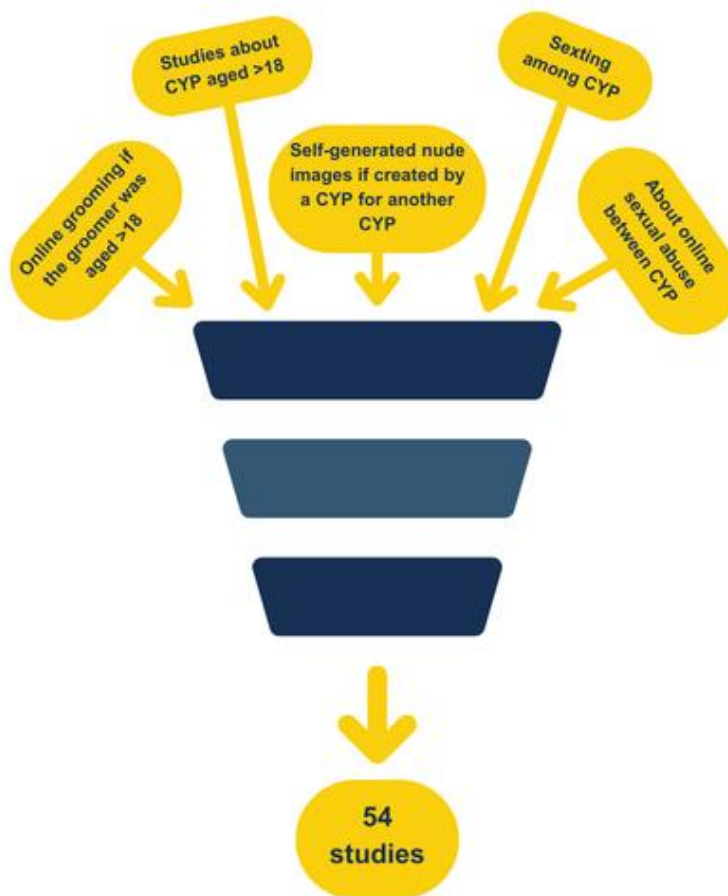 Studies about
CYP aged >18
Sexting
among CYP
Online grooming if
the groomer was
aged >18
Self-generated nude
images if created by
a CYP for another
CYP
About online
sexual abuse
between CYP
54
studies